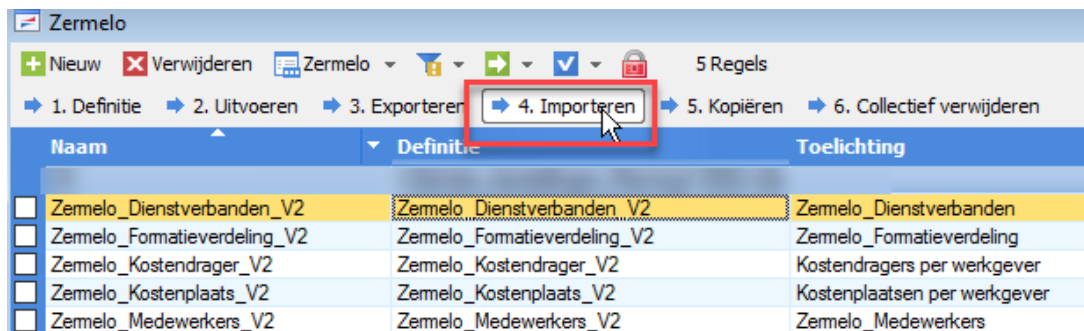 Zermelo
Nieuw Verwijderen Zermelo 5 Regels
1. Definitie 2. Uitvoeren 3. Exporteren 4. Importeren 5. Kopiëren 6. Collectief verwijderen
Naam Definitie Toelichting
Zermelo_Dienstverbanden_V2 Zermelo_Dienstverbanden_V2 Zermelo_Dienstverbanden
Zermelo_Formatieverdeling_V2 Zermelo_Formatieverdeling_V2 Zermelo_Formatieverdeling
Zermelo_Kostendrager_V2 Zermelo_Kostendrager_V2 Kostendragers per werkgever
Zermelo_Kostenplaats_V2 Zermelo_Kostenplaats_V2 Kostenplaatsen per werkgever
Zermelo_Medewerkers_V2 Zermelo_Medewerkers_V2 Zermelo_Medewerkers